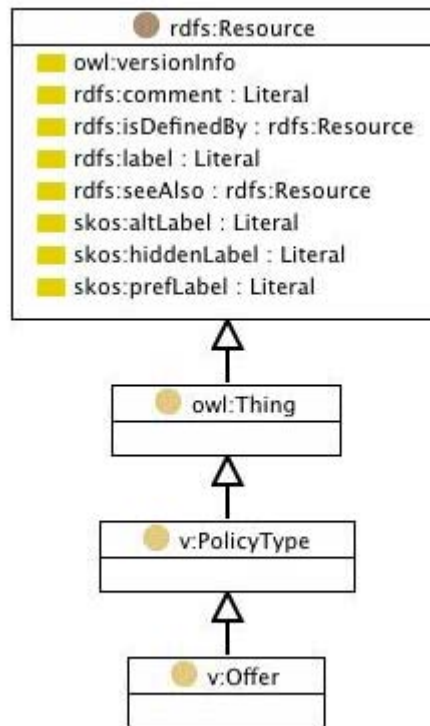 rdfs:Resource
owl:versionInfo
rdfs:comment : Literal
rdfs:isDefinedBy : rdfs:Resource
rdfs:label : Literal
rdfs:seeAlso : rdfs:Resource
skos:altLabel : Literal
skos:hiddenLabel : Literal
skos:prefLabel : Literal
owl:Thing
v:PolicyType
v:Offer